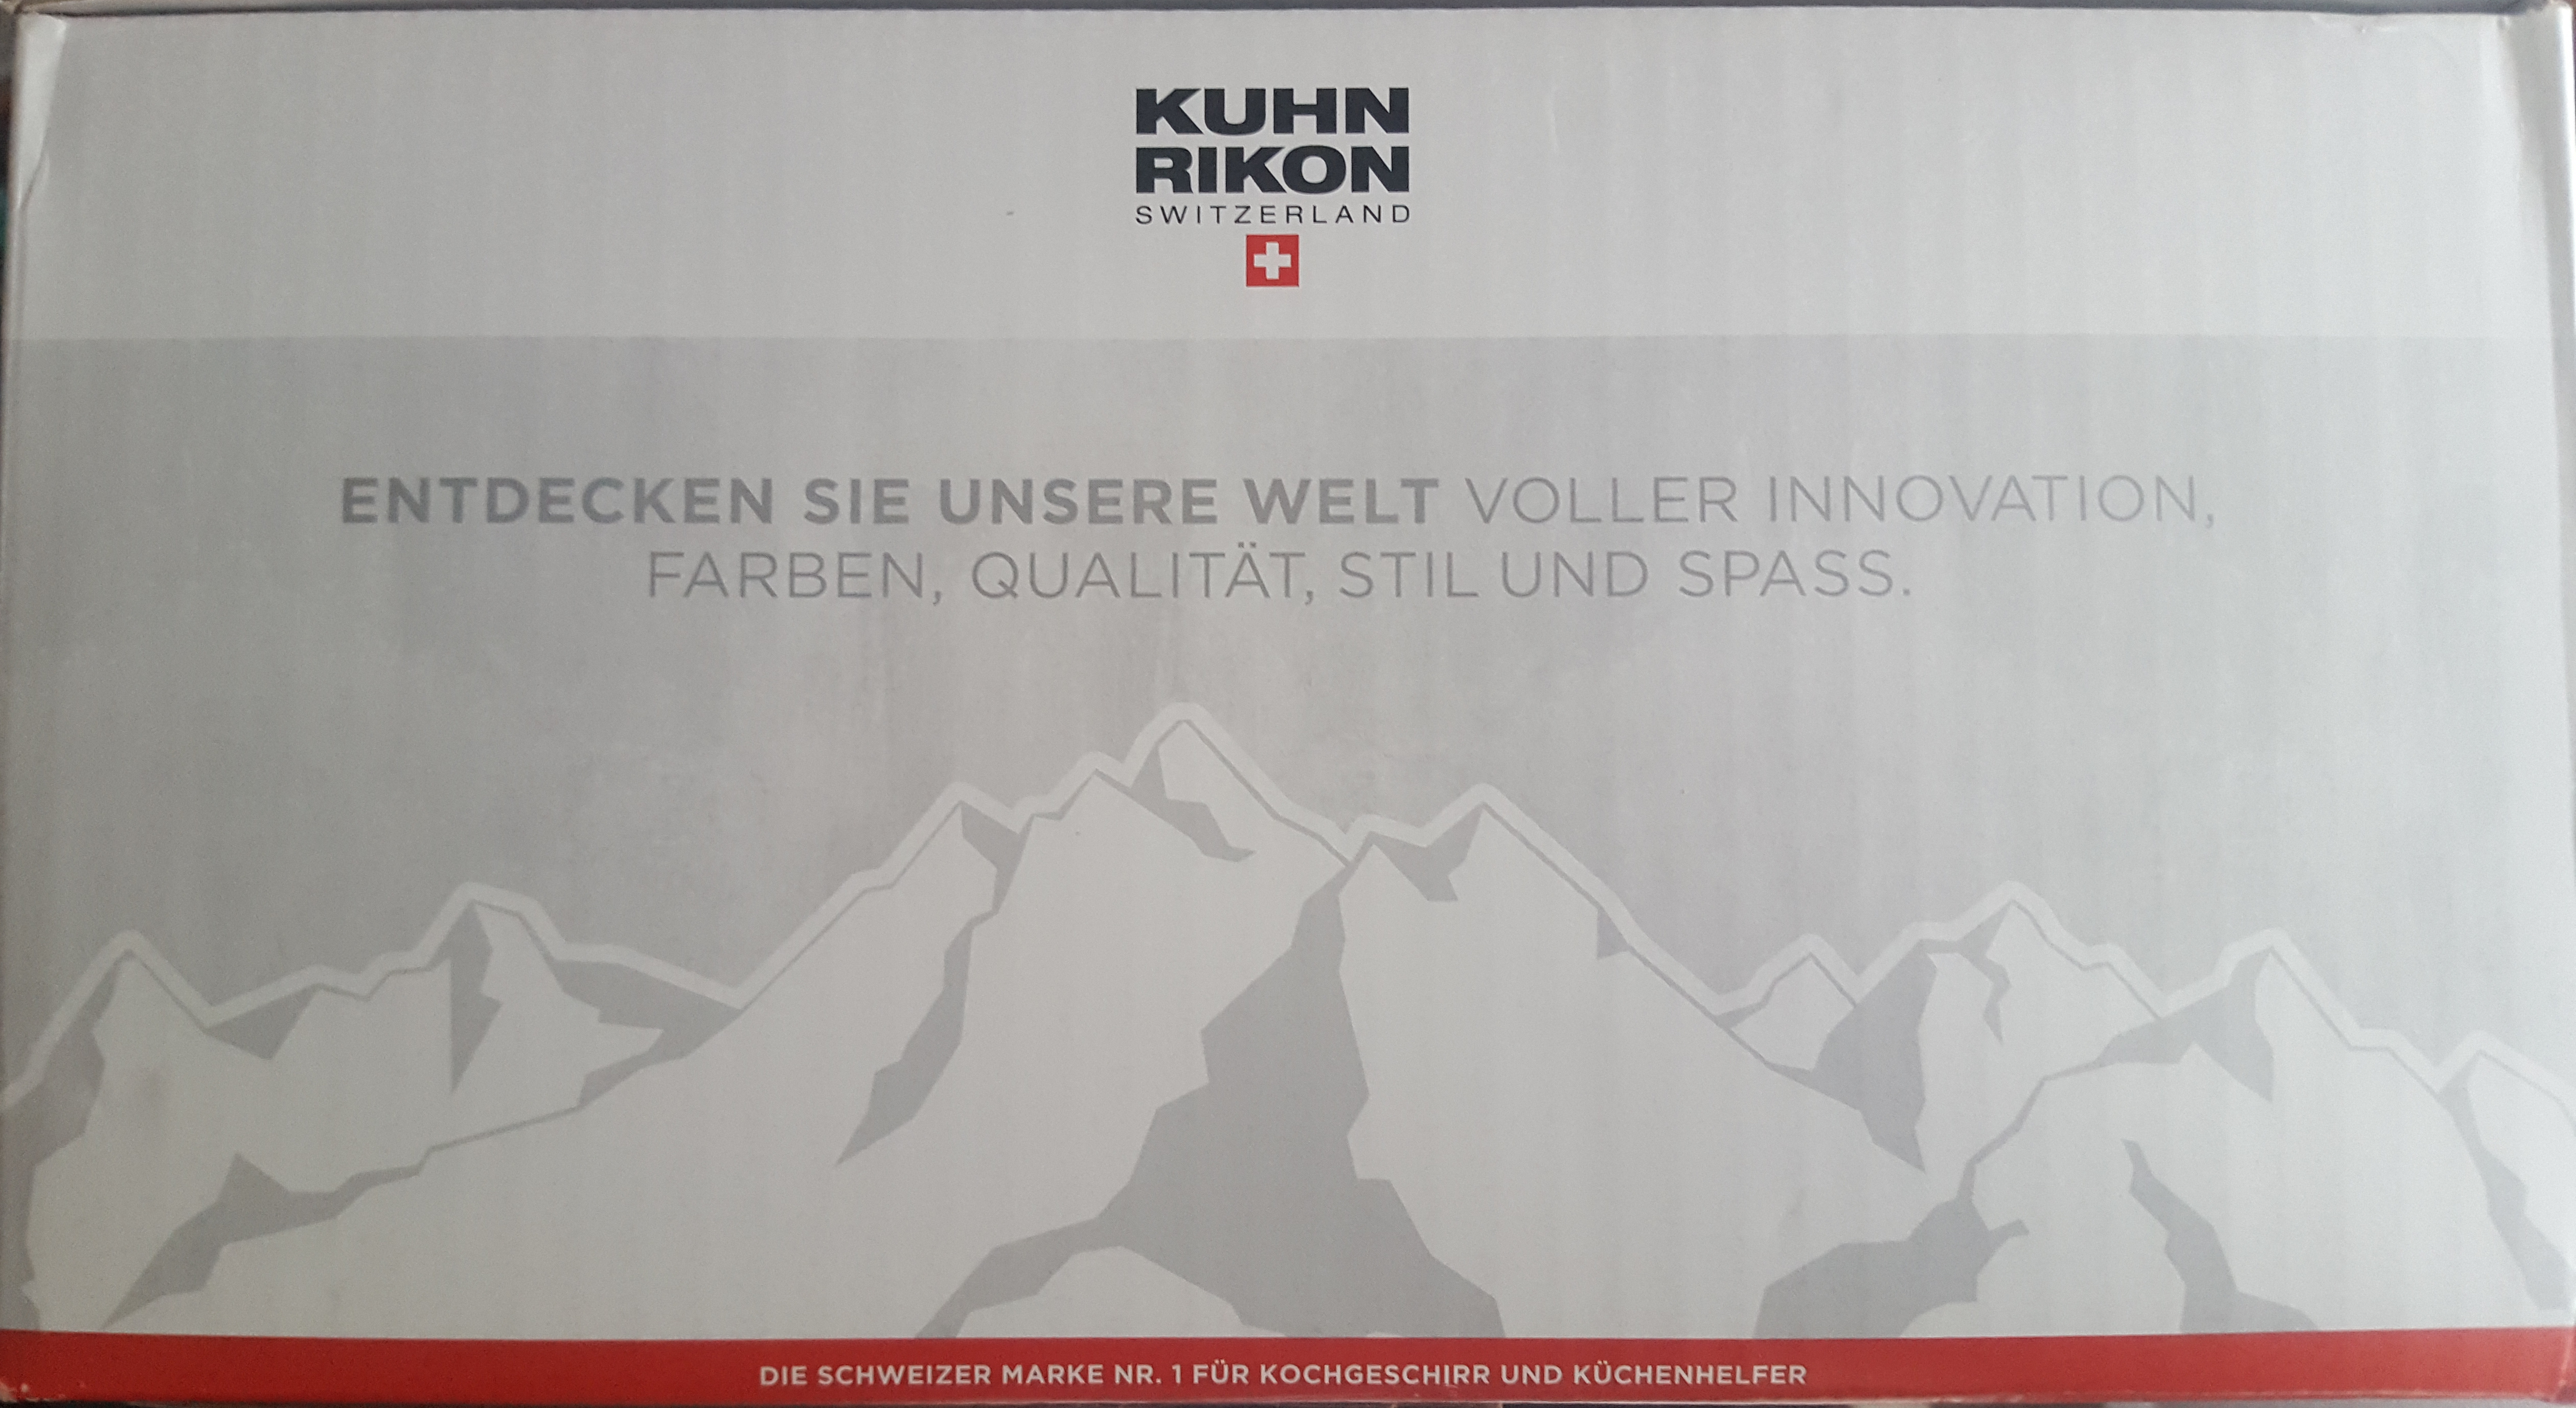 KUHN
RIKON
SWITZERLAND
ENTDECKEN SIE UNSERE WELT VOLLER INNOVATION,
FARBEN, QUALITÄT, STIL UND SPASS.
DIE SCHWEIZER MARKE NR. 1 FÜR KOCHGESCHIRR UND KÜCHENHELFER